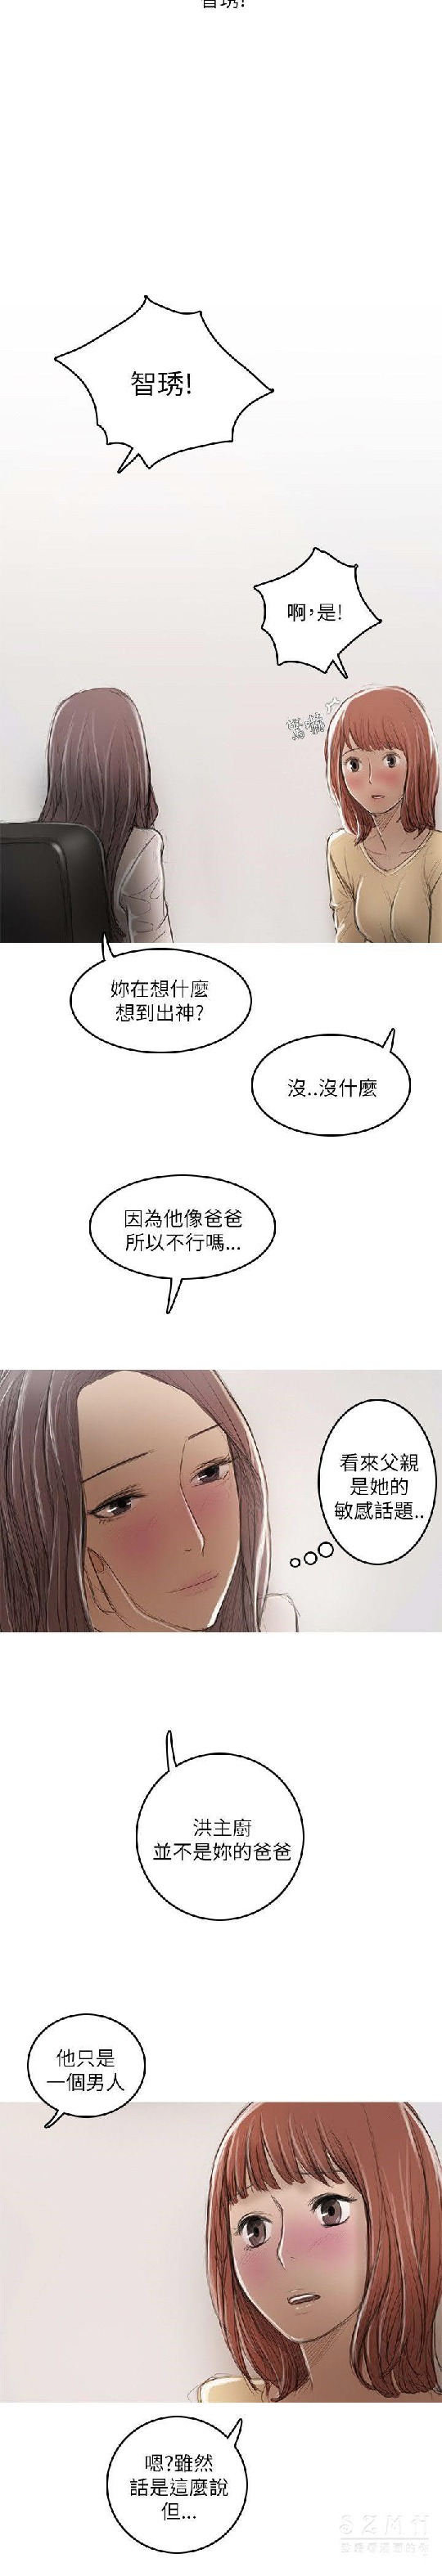 智琇!
智琇!
啊,是!
妳在想什麼
想到出神?
沒..沒什麼
因為他像爸爸
所以不行嗎...
看來父親
是她的
敏感話題..
洪主廚
並不是妳的爸爸
他只是
一個男人
嗯?雖然
話是這麼說
但...